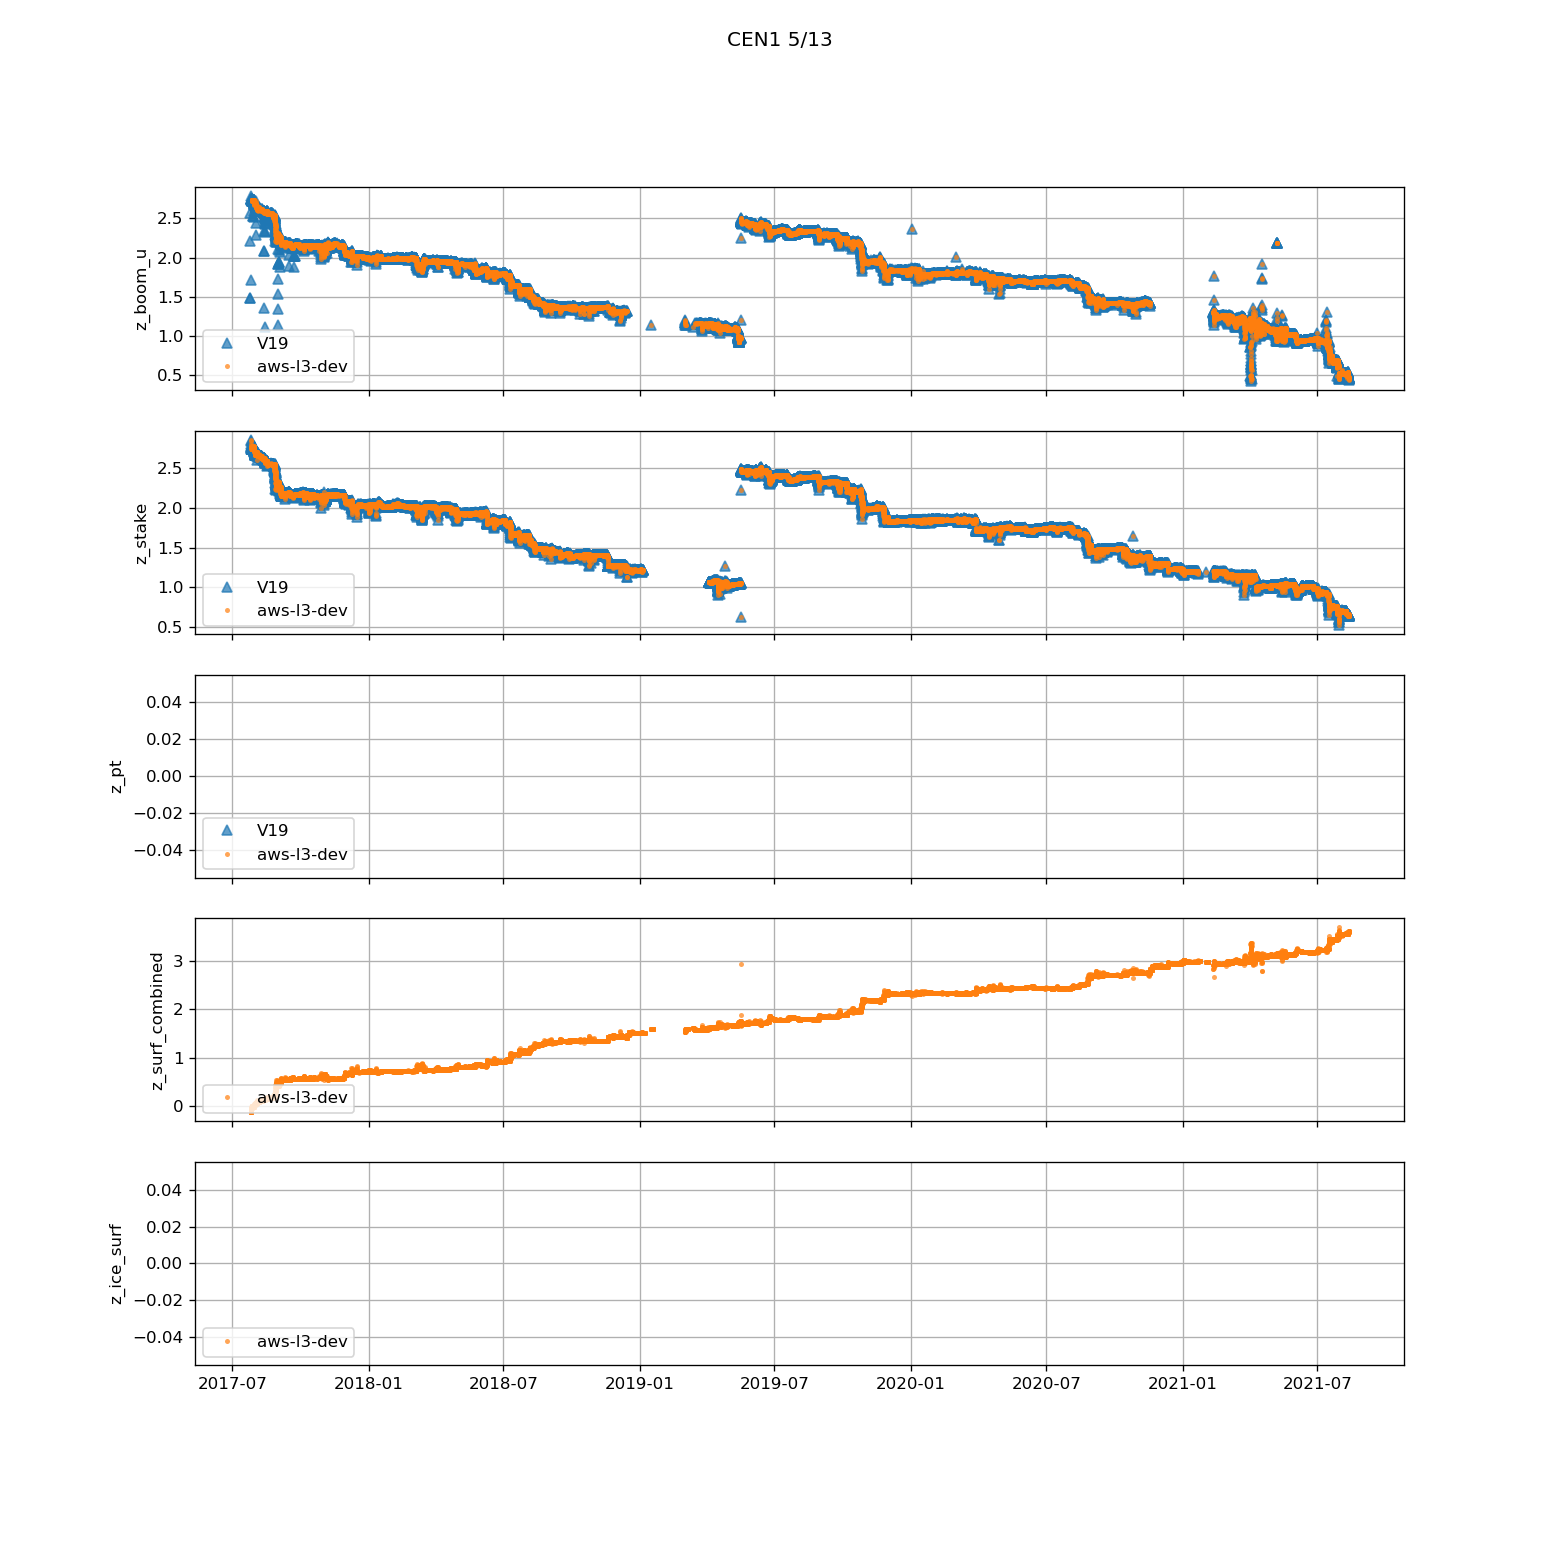 CEN1 5/13
z_boom_u
2.5
2.0
1.5
1.0
0.5
V19
aws-l3-dev
z_stake
2.5
2.0
1.5
1.0
0.5
V19
aws-l3-dev
z_pt
0.04
0.02
0.00
−0.02
−0.04
V19
aws-l3-dev
z_surf_combined
3
2
1
0
aws-l3-dev
z_ice_surf
0.04
0.02
0.00
−0.02
−0.04
aws-l3-dev
2017-07 2018-01 2018-07 2019-01 2019-07 2020-01 2020-07 2021-01 2021-07